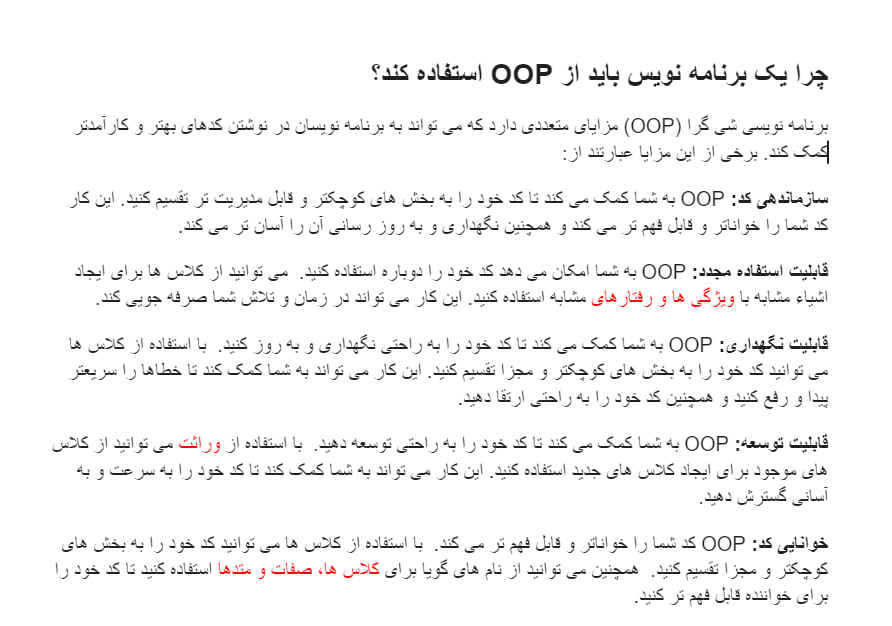 چرا یک برنامه نویس باید از OOP استفاده کند؟
برنامه نویسی شی گرا (OOP) مزایای متعددی دارد که می تواند به برنامه نویسان در نوشتن کدهای بهتر و کارآمدتر
کمک کند. برخی از این مزایا عبارتند از:
سازماندهی کد: OOP به شما کمک می کند تا کد خود را به بخش های کوچکتر و قابل مدیریت تر تقسیم کنید. این کار
کد شما را خواناتر و قابل فهم تر می کند و همچنین نگهداری و به روز رسانی آن را آسان تر می کند.
قابلیت استفاده مجدد: OOP به شما امکان می دهد کد خود را دوباره استفاده کنید. می توانید از کلاس ها برای ایجاد
اشیاء مشابه با ویژگی ها و رفتارهای مشابه استفاده کنید. این کار می تواند در زمان و تلاش شما صرفه جویی کند.
قابلیت نگهداری: OOP به شما کمک می کند تا کد خود را به راحتی نگهداری و به روز کنید. با استفاده از کلاس ها
می توانید کد خود را به بخش های کوچکتر و مجزا تقسیم کنید. این کار می تواند به شما کمک کند تا خطاها را سریعتر
پیدا و رفع کنید و همچنین کد خود را به راحتی ارتقا دهید.
قابلیت توسعه: OOP به شما کمک می کند تا کد خود را به راحتی توسعه دهید. با استفاده از وراثت می توانید از کلاس
های موجود برای ایجاد کلاس های جدید استفاده کنید. این کار می تواند به شما کمک کند تا کد خود را به سرعت و به
آسانی گسترش دهید.
خوانایی کد: OOP کد شما را خواناتر و قابل فهم تر می کند. با استفاده از کلاس ها می توانید کد خود را به بخش های
کوچکتر و مجزا تقسیم کنید. همچنین می توانید از نام های گویا برای کلاس ها، صفات و متدها استفاده کنید تا کد خود را
برای خواننده قابل فهم تر کنید.